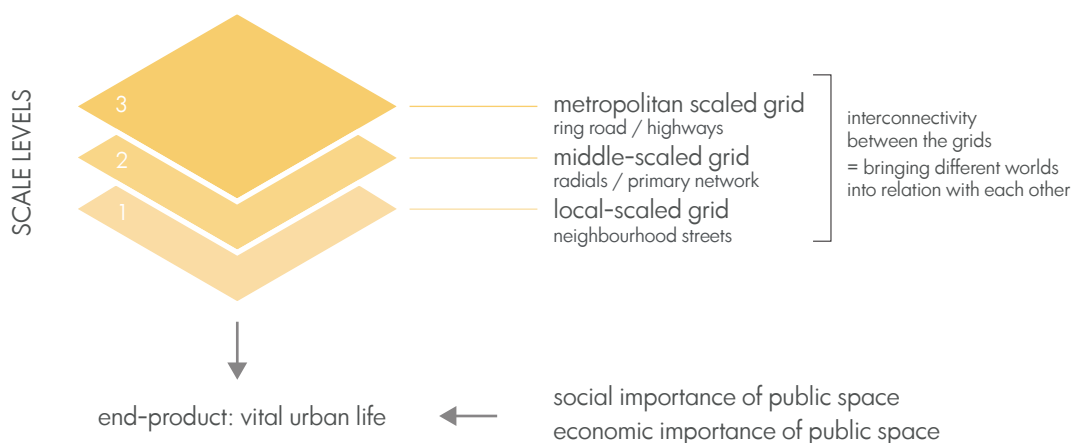 SCALE LEVELS
3
metropolitan scaled grid
ring road / highways
2
middle-scaled grid
radials / primary network
1
local-scaled grid
neighbourhood streets
interconnectivity
between the grids
= bringing different worlds
into relation with each other
end-product: vital urban life
social importance of public space
economic importance of public space